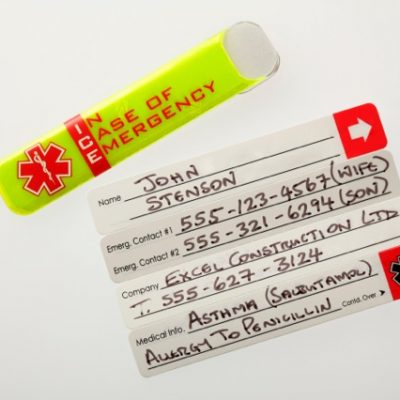 IN
CASE OF
EMERGENCY
Name JOHN
STENSON
Emerg. Contact #1 555-123-4567 (WIFE)
Emerg. Contact #2 555-321-6294 (SON)
Company EXCEL CONSTRUCTION LTD
T. 555-627-3124
Medical Info. ASTHMA (SALBUTAMOL)
ALLERGY TO PENICILLIN Contd. Over >